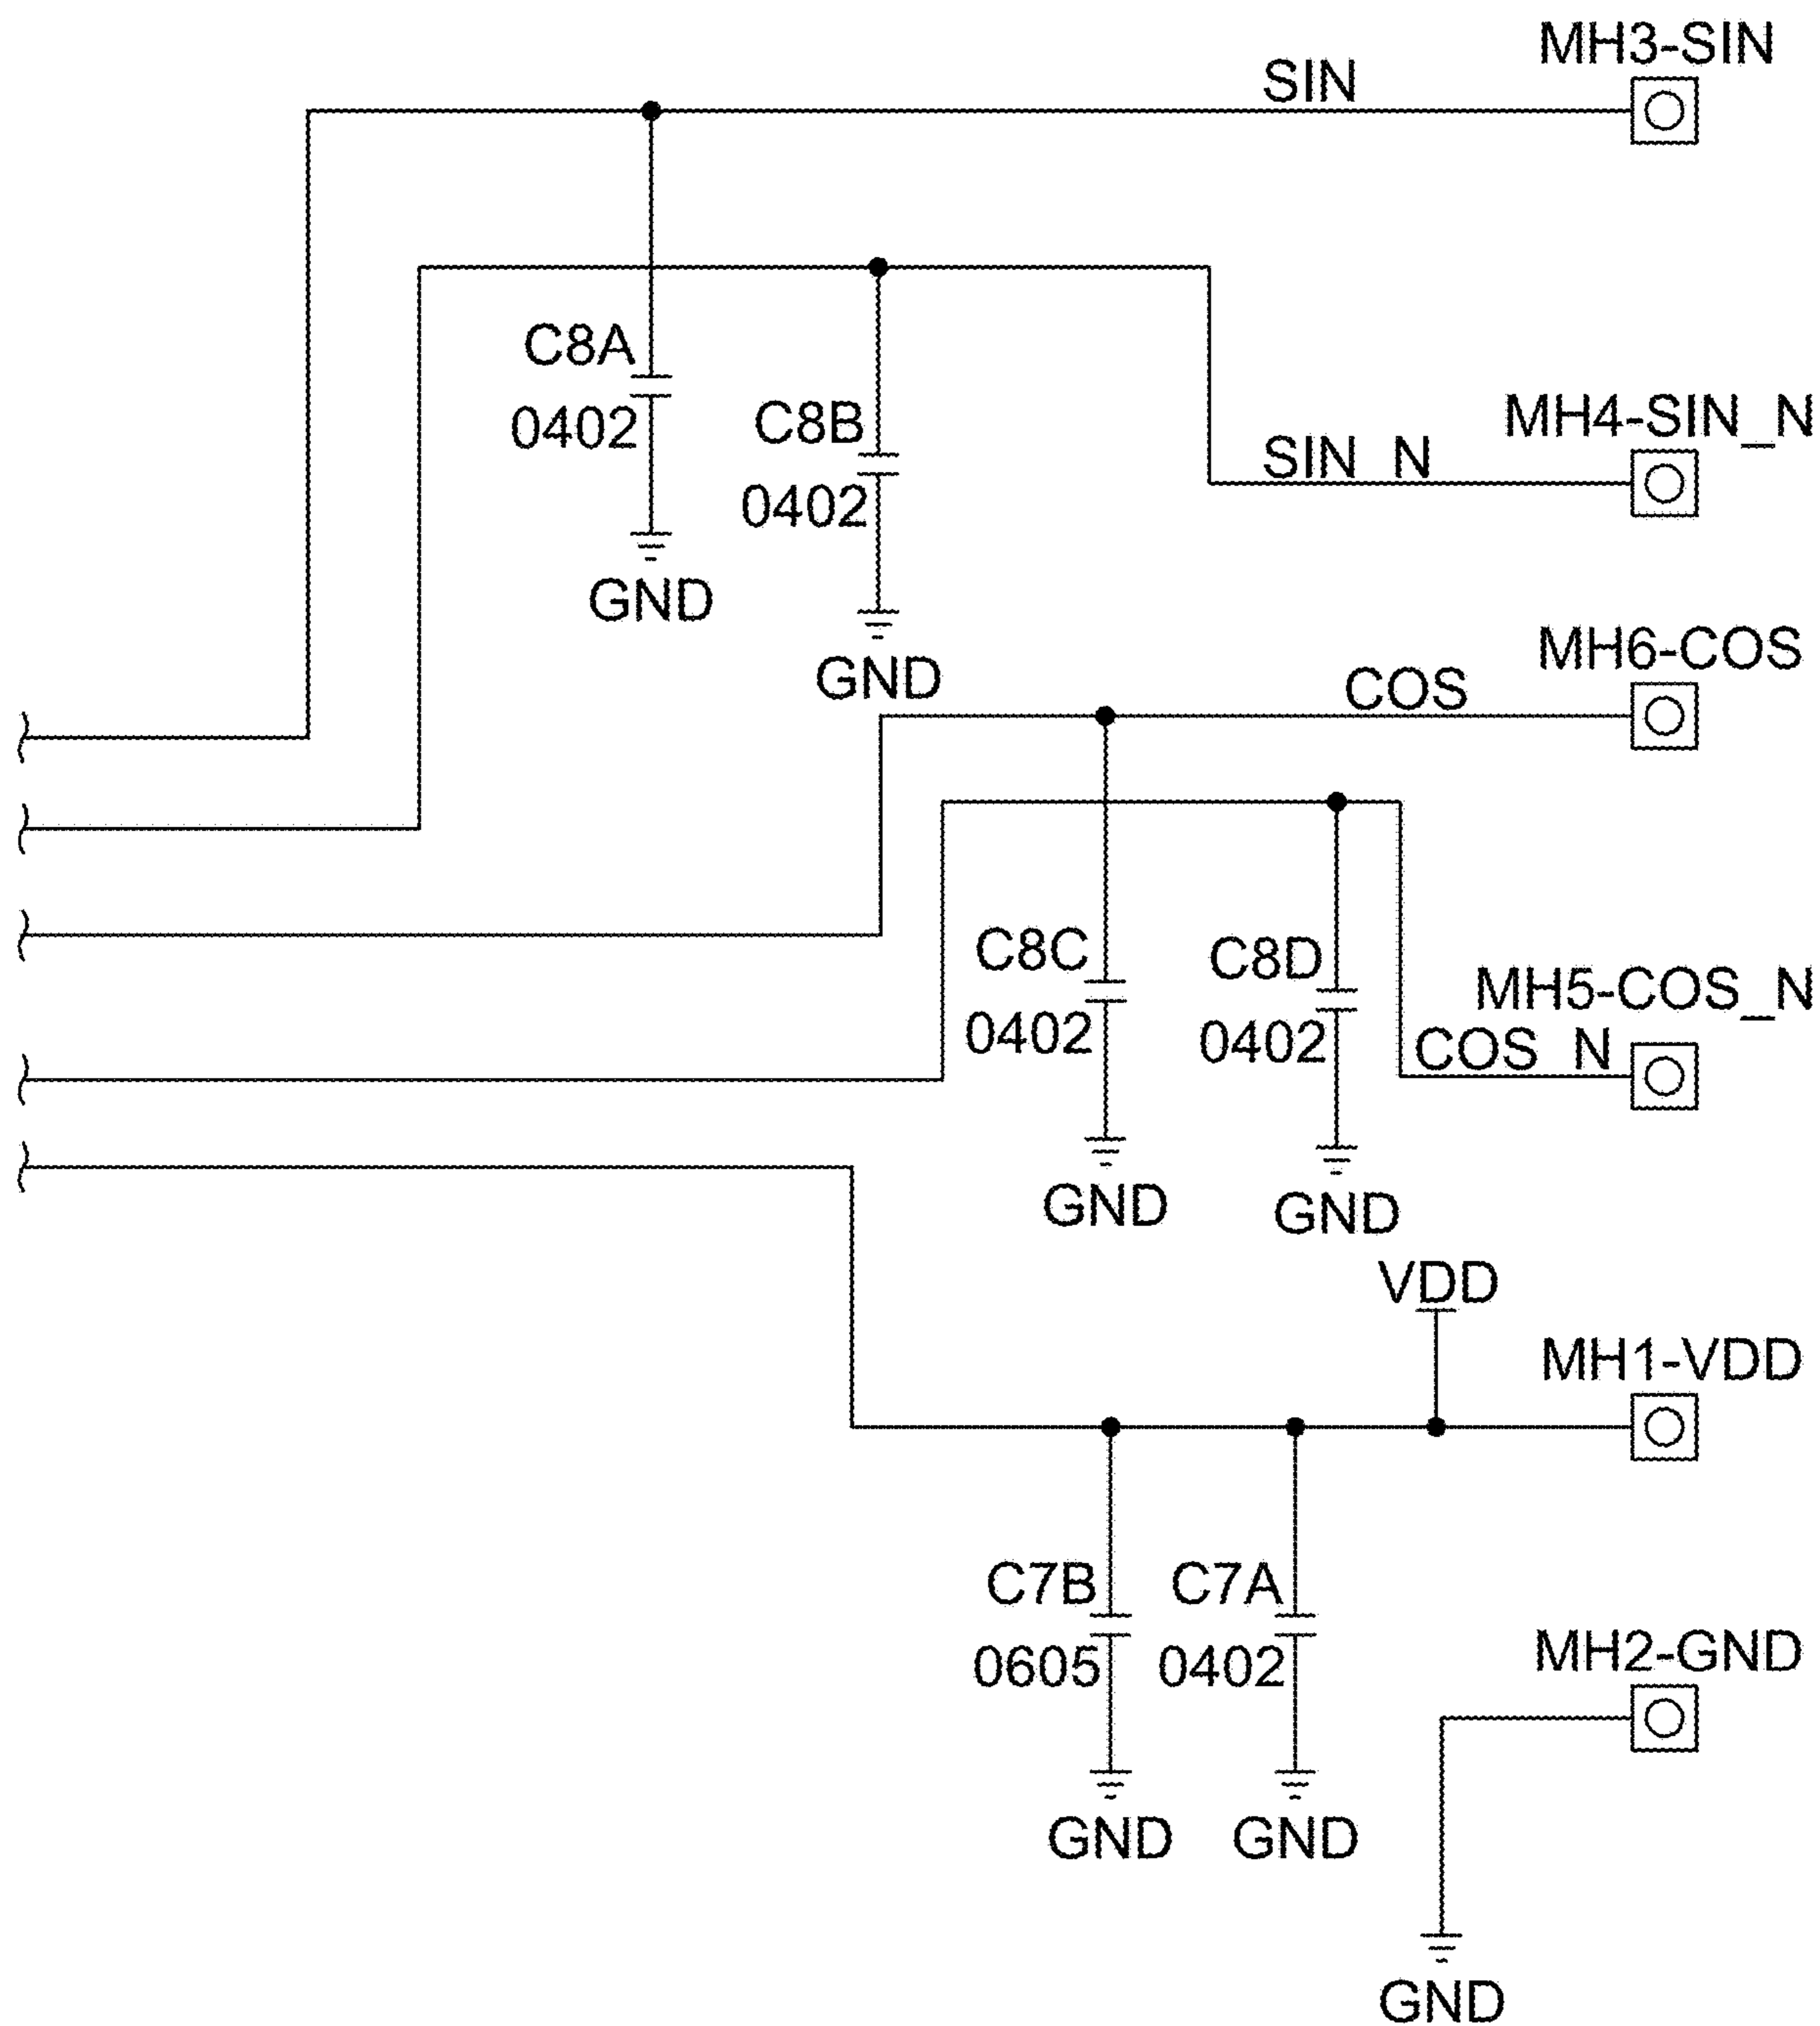 MH3-SIN
SIN
C8A
0402
C8B
0402
GND
GND
MH4-SIN_N
SIN_N
MH6-COS
COS
C8C
0402
C8D
0402
GND
GND
MH5-COS_N
COS_N
VDD
MH1-VDD
C7B
0605
C7A
0402
GND
GND
MH2-GND
GND